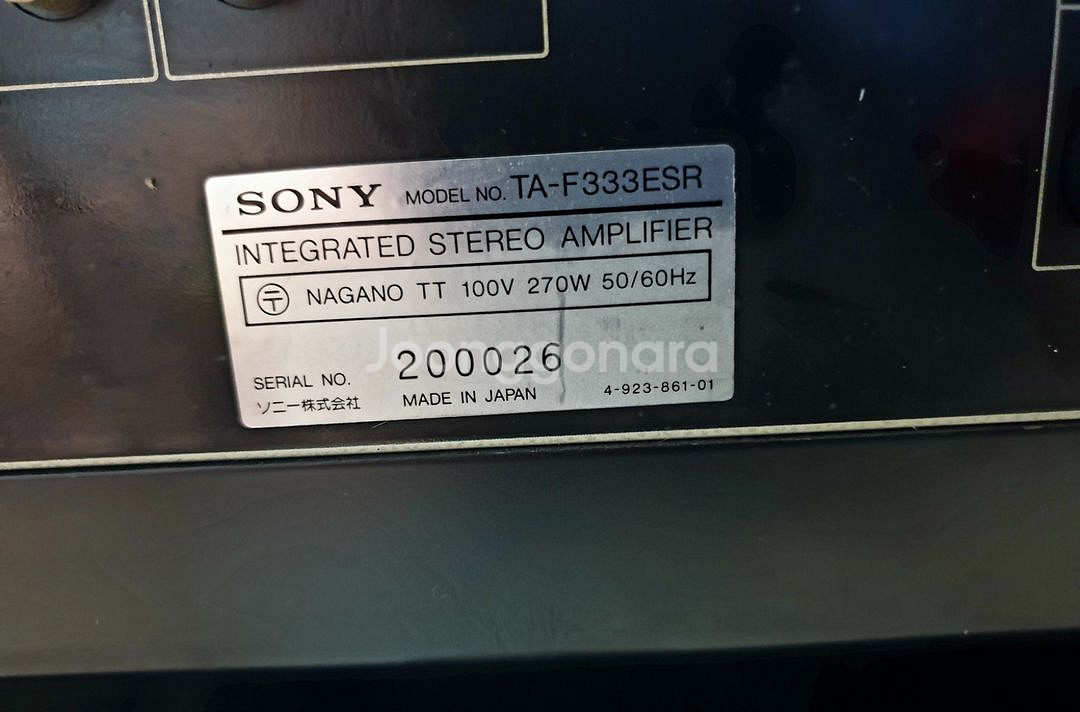 SONY MODEL NO. TA-F333ESR
INTEGRATED STEREO AMPLIFIER
〒 NAGANO TT 100V 270W 50/60Hz
Joonggonara
SERIAL NO. 200026
ソニー株式会社 MADE IN JAPAN 4-923-861-01